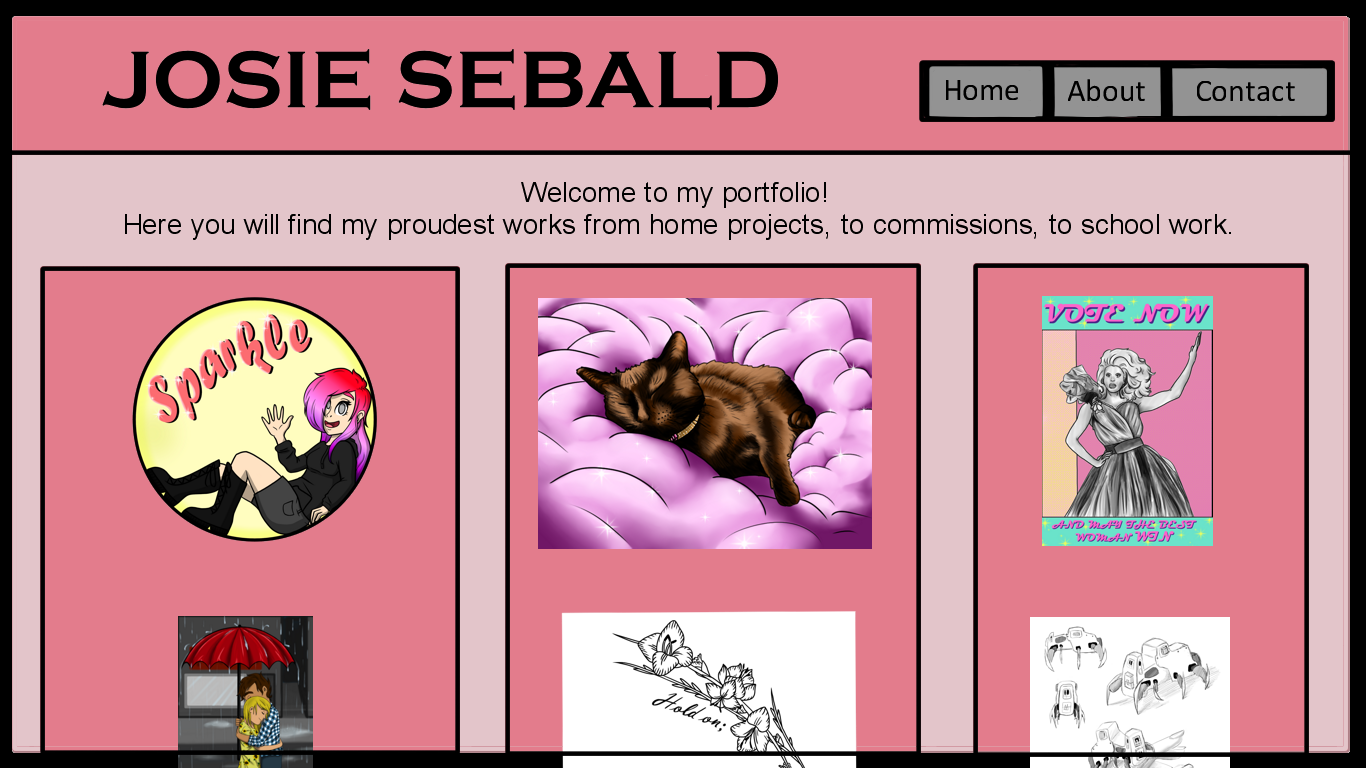 JOSIE SEBALD
Home
About
Contact
Welcome to my portfolio!
Here you will find my proudest works from home projects, to commissions, to school work.
Sparkle
VOTE NOW
AND MAY THE BEST
WOMAN WIN
Hold on;